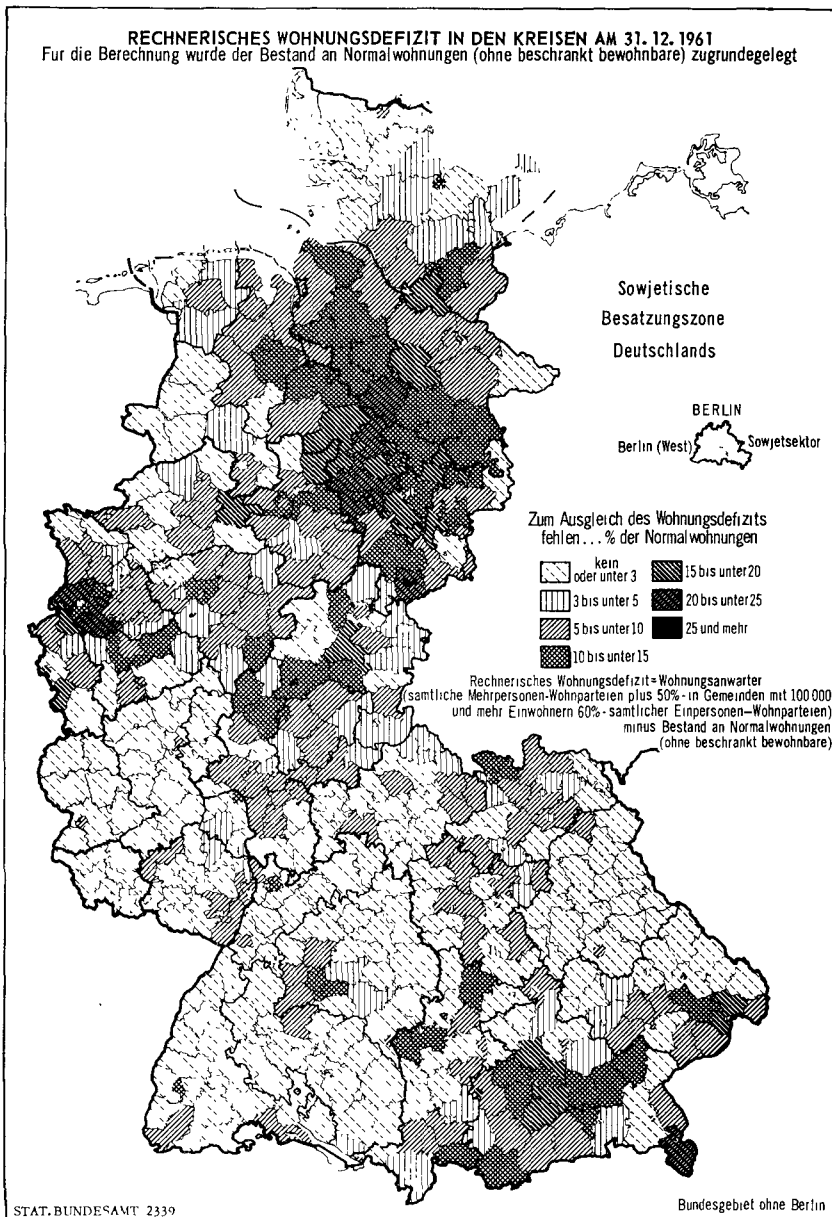 RECHNERISCHES WOHNUNGSDEFIZIT IN DEN KREISEN AM 31. 12. 1961
Fur die Berechnung wurde der Bestand an Normalwohnungen (ohne beschrankt bewohnbare) zugrundegelegt
Sowjetische
Besatzungszone
Deutschlands
BERLIN
Berlin (West)
Sowjetsektor
Zum Ausgleich des Wohnungsdefizits
fehlen...% der Normalwohnungen
kein
oder unter 3
3 bis unter 5
5 bis unter 10
10 bis unter 15
15 bis unter 20
20 bis unter 25
25 und mehr
Rechnerisches Wohnungsdefizit=Wohnungsanwarter
(samtliche Mehrpersonen-Wohnparteien plus 50%-in Gemeinden mit 100 000
und mehr Einwohnern 60%-samtlicher Einpersonen-Wohnparteien)
minus Bestand an Normalwohnungen
(ohne beschrankt bewohnbare)
STAT. BUNDESAMT 2339
Bundesgebiet ohne Berlin